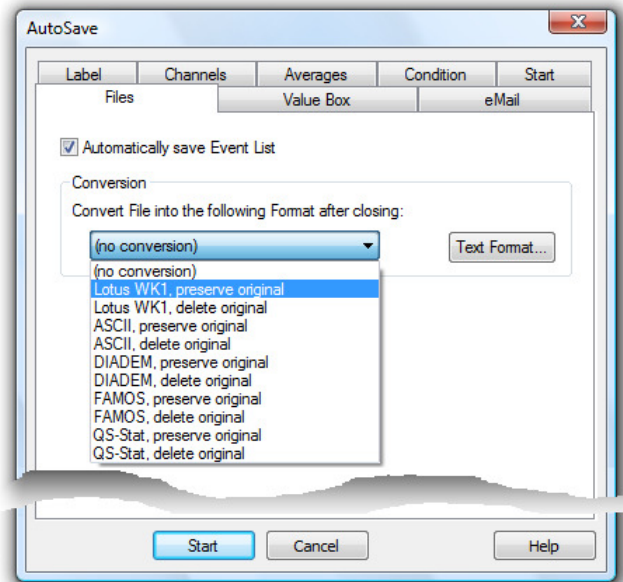 AutoSave
Label Channels Averages Condition Start
Files Value Box eMail
Automatically save Event List
Conversion
Convert File into the following Format after closing:
(no conversion) Text Format...
(no conversion)
Lotus WK1, preserve original
Lotus WK1, delete original
ASCII, preserve original
ASCII, delete original
DIADEM, preserve original
DIADEM, delete original
FAMOS, preserve original
FAMOS, delete original
QS-Stat, preserve original
QS-Stat, delete original
Start Cancel Help